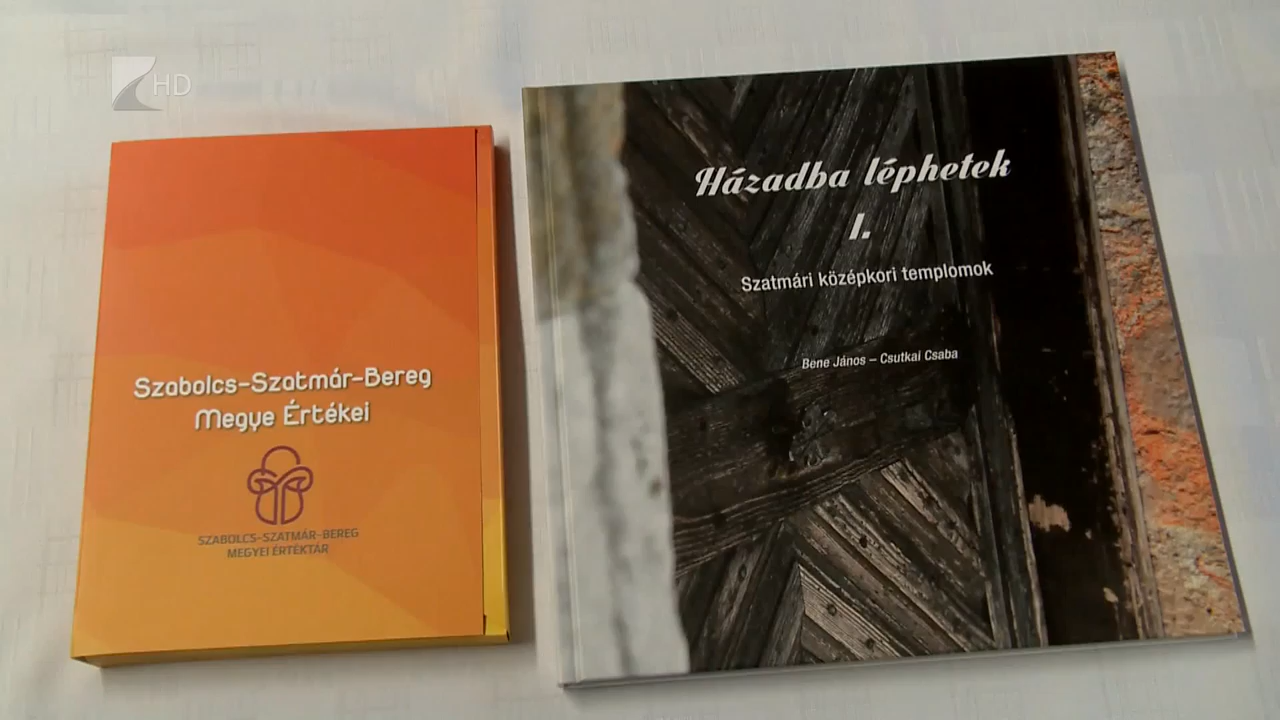 HD
Szabolcs-Szatmár-Bereg
Megye Értékei
SZABOLCS-SZATMÁR-BEREG
MEGYEI ÉRTÉKTÁR
Házadba léphetek
I.
Szatmári középkori templomok
Bene János – Csutkai Csaba